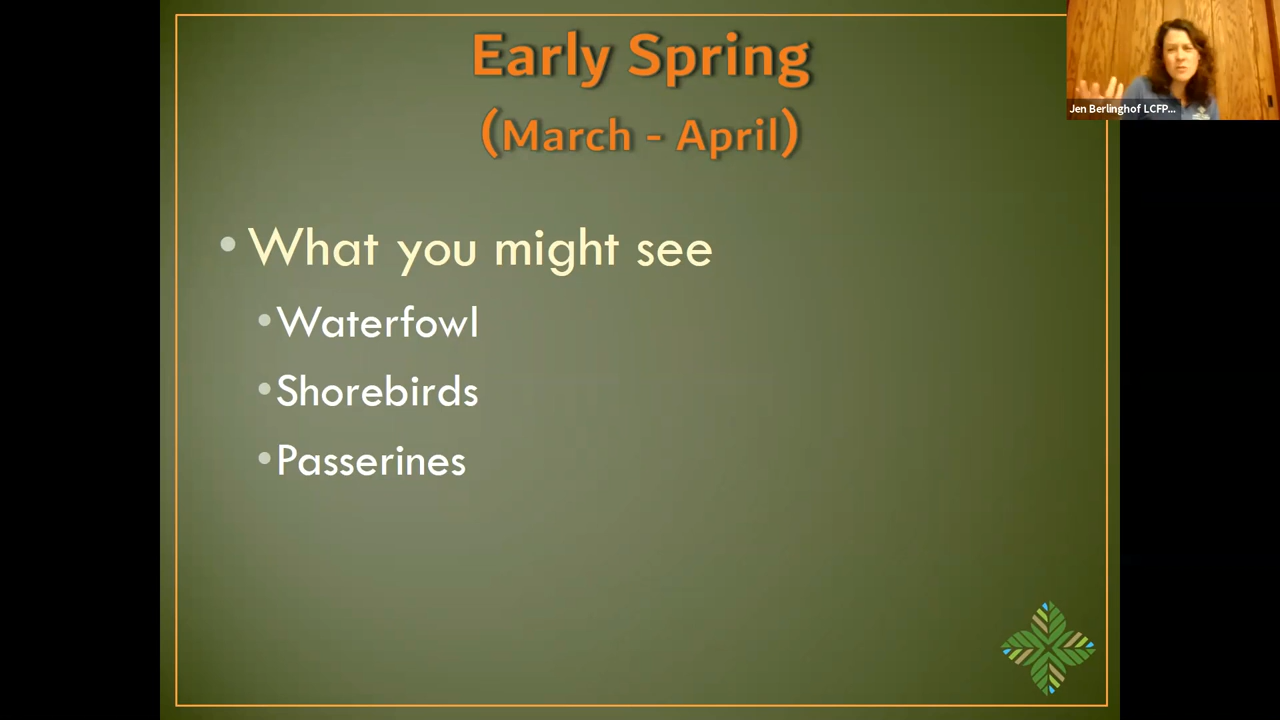 Early Spring
(March - April)
Jen Berlinghof LCFP...
• What you might see
• Waterfowl
• Shorebirds
• Passerines